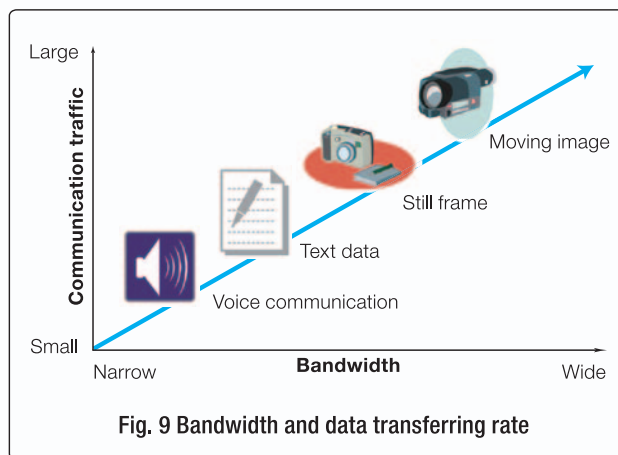 Large
Communication traffic
Moving image
Still frame
Text data
Voice communication
Small
Narrow
Bandwidth
Wide
Fig. 9 Bandwidth and data transferring rate